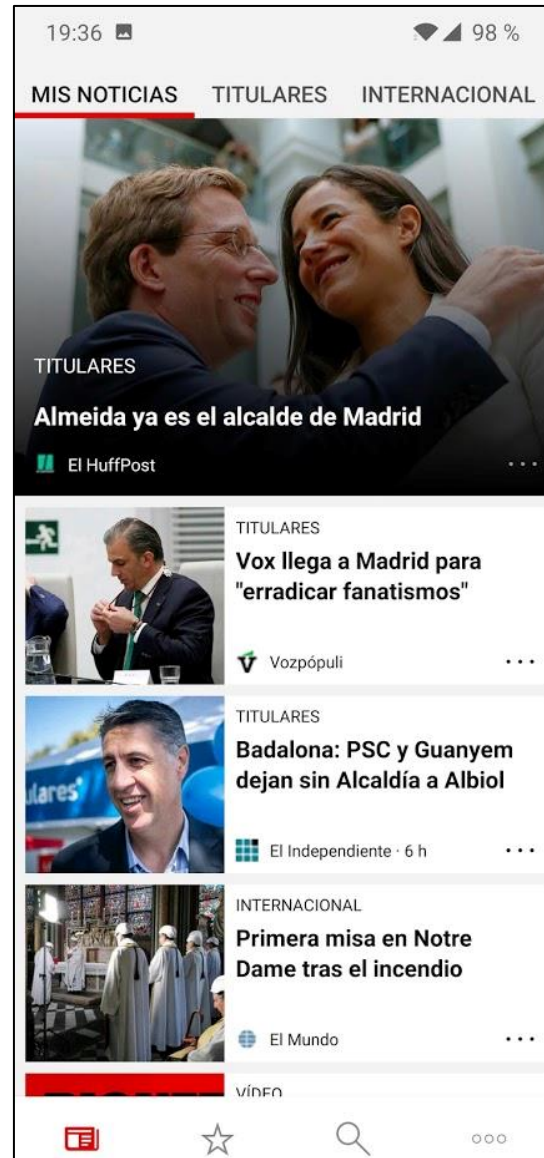 19:36
98 %
MIS NOTICIAS
TITULARES
INTERNACIONAL
TITULARES
Almeida ya es el alcalde de Madrid
El HuffPost
TITULARES
Vox llega a Madrid para
"erradicar fanatismos"
Vozpópuli
TITULARES
Badalona: PSC y Guanyem
dejan sin Alcaldía a Albiol
ulares
El Independiente · 6 h
INTERNACIONAL
Primera misa en Notre
Dame tras el incendio
El Mundo
VÍDEO